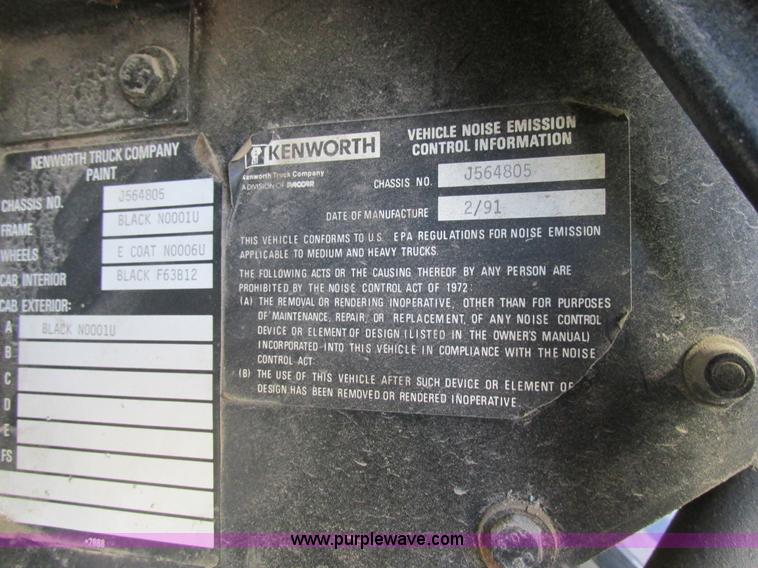 KENWORTH TRUCK COMPANY
PAINT
CHASSIS NO. J564805
FRAME BLACK N0001U
WHEELS E COAT N0006U
CAB INTERIOR BLACK F63B12
CAB EXTERIOR:
A BLACK N0001U
B
C
D
E
FS
KENWORTH
Kenworth Truck Company
A DIVISION OF PACCAR
VEHICLE NOISE EMISSION
CONTROL INFORMATION
CHASSIS NO. J564805
DATE OF MANUFACTURE 2/91
THIS VEHICLE CONFORMS TO U.S. EPA REGULATIONS FOR NOISE EMISSION
APPLICABLE TO MEDIUM AND HEAVY TRUCKS.
THE FOLLOWING ACTS OR THE CAUSING THEREOF BY ANY PERSON ARE
PROHIBITED BY THE NOISE CONTROL ACT OF 1972:
(A) THE REMOVAL OR RENDERING INOPERATIVE, OTHER THAN FOR PURPOSES
OF MAINTENANCE, REPAIR, OR REPLACEMENT, OF ANY NOISE CONTROL
DEVICE OR ELEMENT OF DESIGN (LISTED IN THE OWNER'S MANUAL)
INCORPORATED INTO THIS VEHICLE IN COMPLIANCE WITH THE NOISE
CONTROL ACT.
(B) THE USE OF THIS VEHICLE AFTER SUCH DEVICE OR ELEMENT OF
DESIGN HAS BEEN REMOVED OR RENDERED INOPERATIVE.
www.purplewave.com